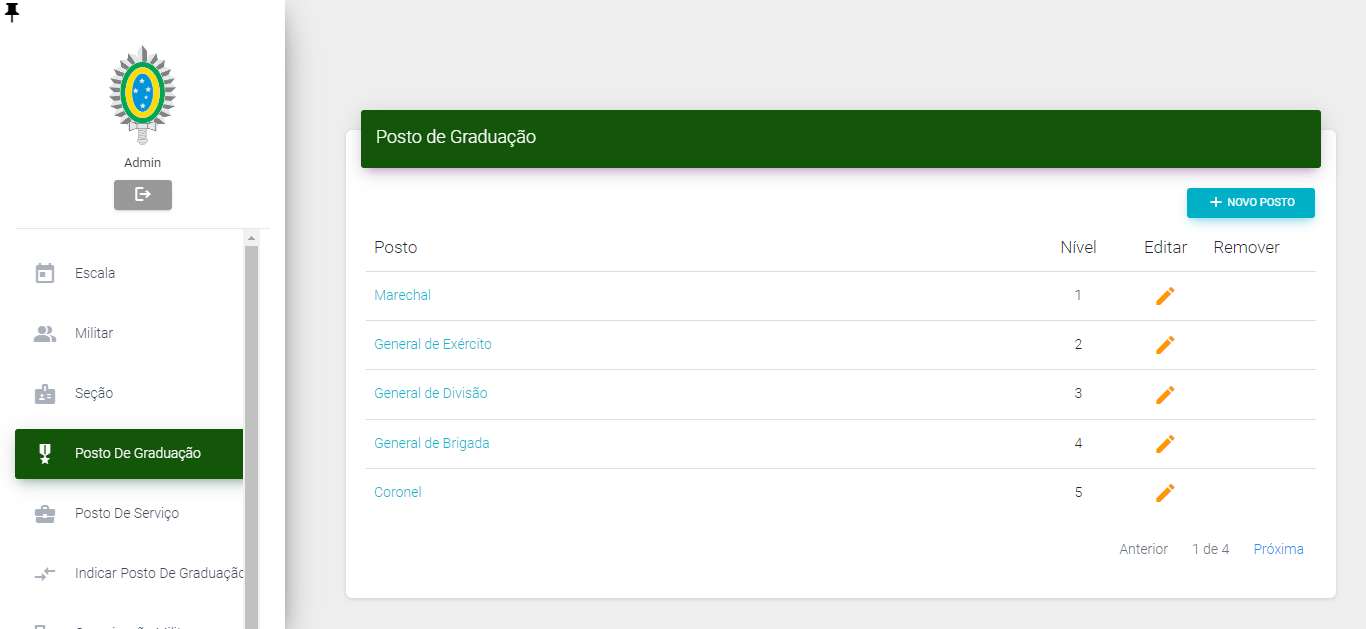 Admin
Escala
Militar
Seção
Posto De Graduação
Posto De Serviço
Indicar Posto De Graduação
Posto de Graduação
NOVO POSTO
Posto Nível Editar Remover
Marechal 1
General de Exército 2
General de Divisão 3
General de Brigada 4
Coronel 5
Anterior 1 de 4 Próxima